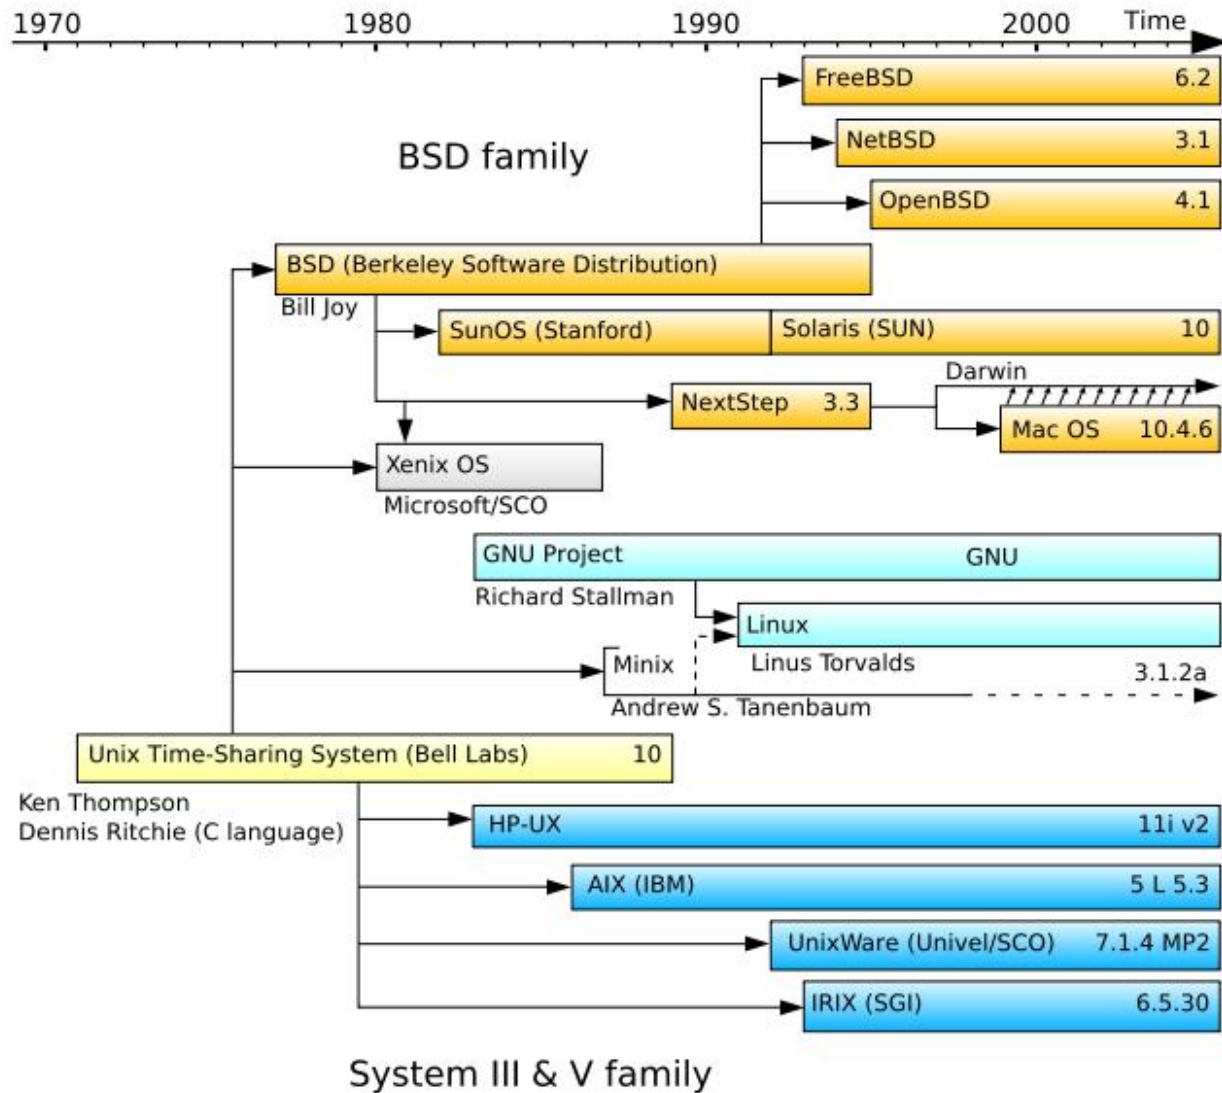 1970 1980 1990 2000 Time
FreeBSD 6.2
BSD family
NetBSD 3.1
OpenBSD 4.1
BSD (Berkeley Software Distribution)
Bill Joy
SunOS (Stanford) Solaris (SUN) 10
Darwin
NextStep 3.3
Mac OS 10.4.6
Xenix OS
Microsoft/SCO
GNU Project GNU
Richard Stallman
Linux
Minix
Linus Torvalds
3.1.2a
Andrew S. Tanenbaum
Unix Time-Sharing System (Bell Labs) 10
Ken Thompson
Dennis Ritchie (C language)
HP-UX 11i v2
AIX (IBM) 5 L 5.3
UnixWare (Univel/SCO) 7.1.4 MP2
IRIX (SGI) 6.5.30
System III & V family